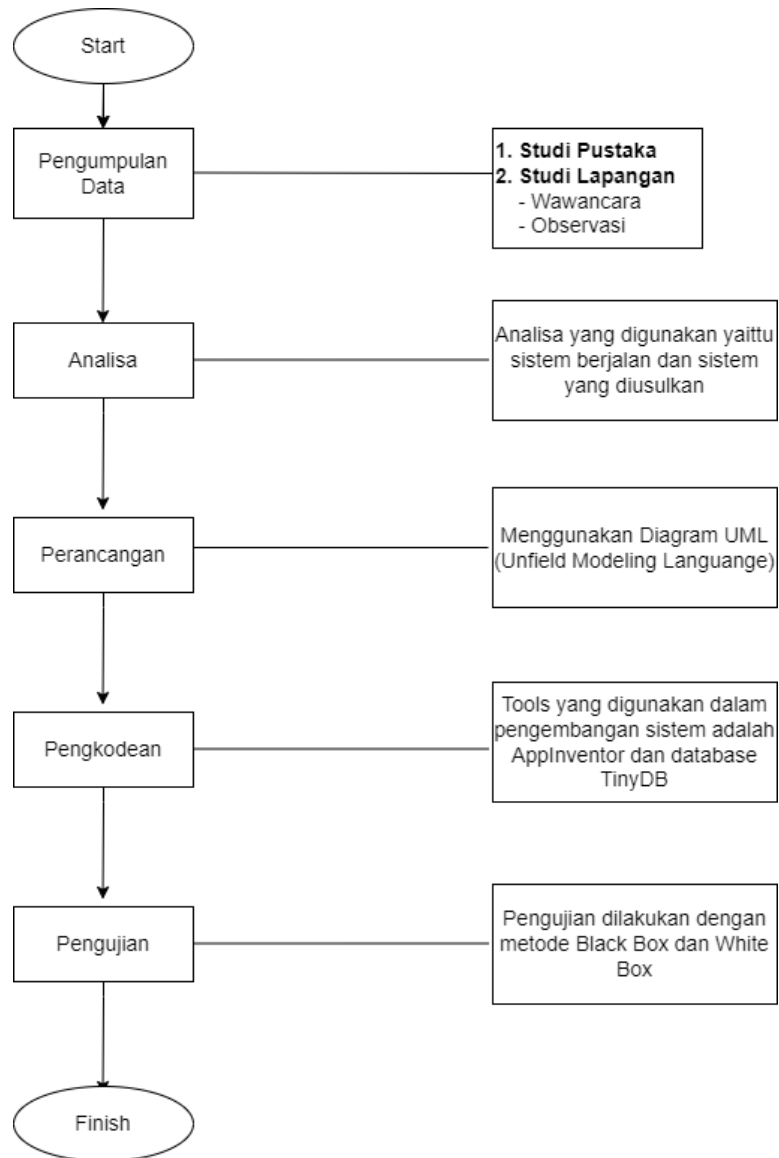 Start
Pengumpulan
Data
1. Studi Pustaka
2. Studi Lapangan
- Wawancara
- Observasi
Analisa
Analisa yang digunakan yaittu
sistem berjalan dan sistem
yang diusulkan
Perancangan
Menggunakan Diagram UML
(Unfield Modeling Languange)
Pengkodean
Tools yang digunakan dalam
pengembangan sistem adalah
AppInventor dan database
TinyDB
Pengujian
Pengujian dilakukan dengan
metode Black Box dan White
Box
Finish